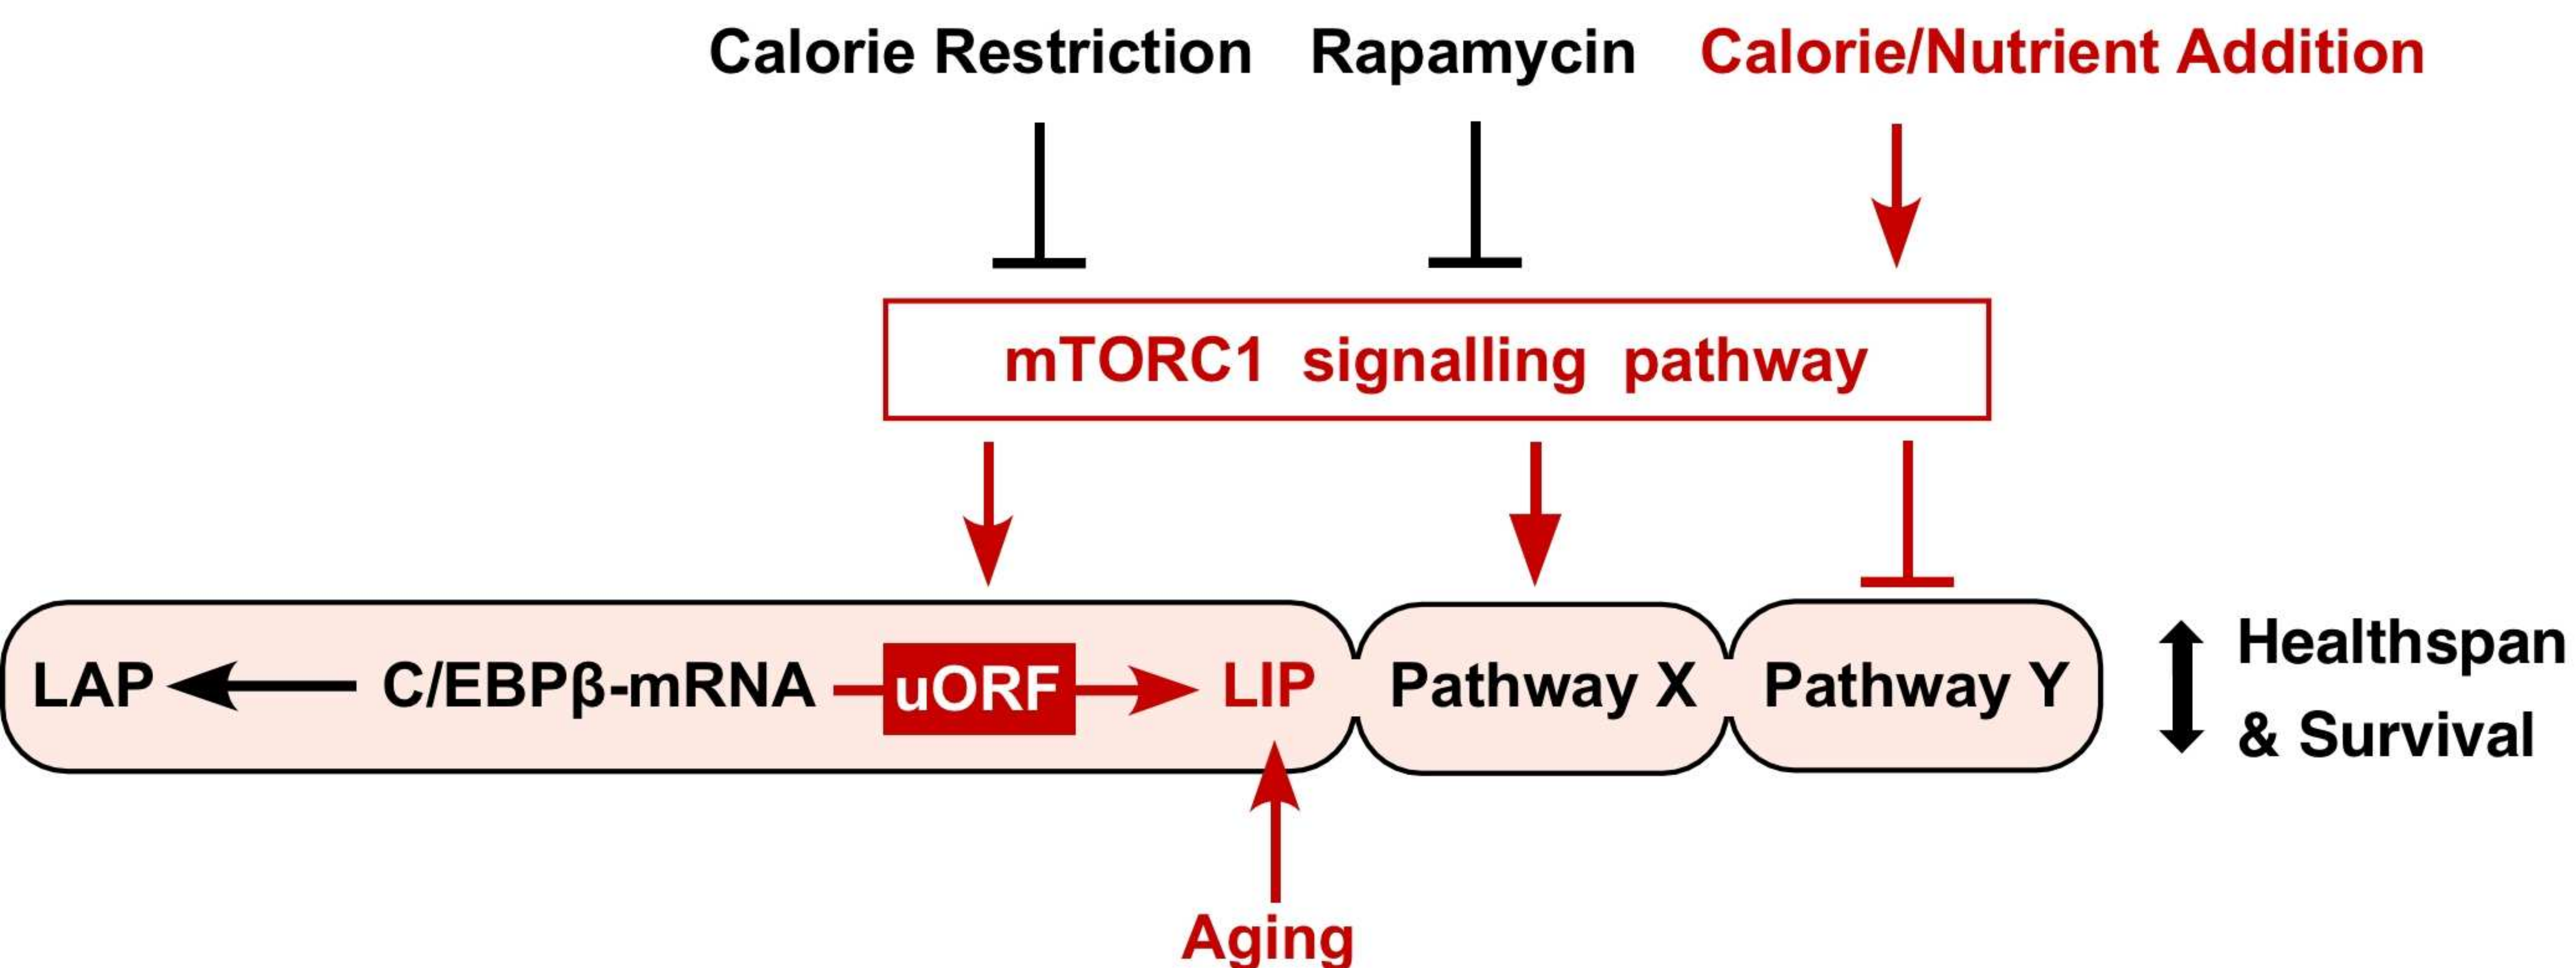 Calorie Restriction Rapamycin Calorie/Nutrient Addition
mTORC1 signalling pathway
LAP C/EBPβ-mRNA uORF LIP Pathway X Pathway Y
Healthspan
& Survival
Aging